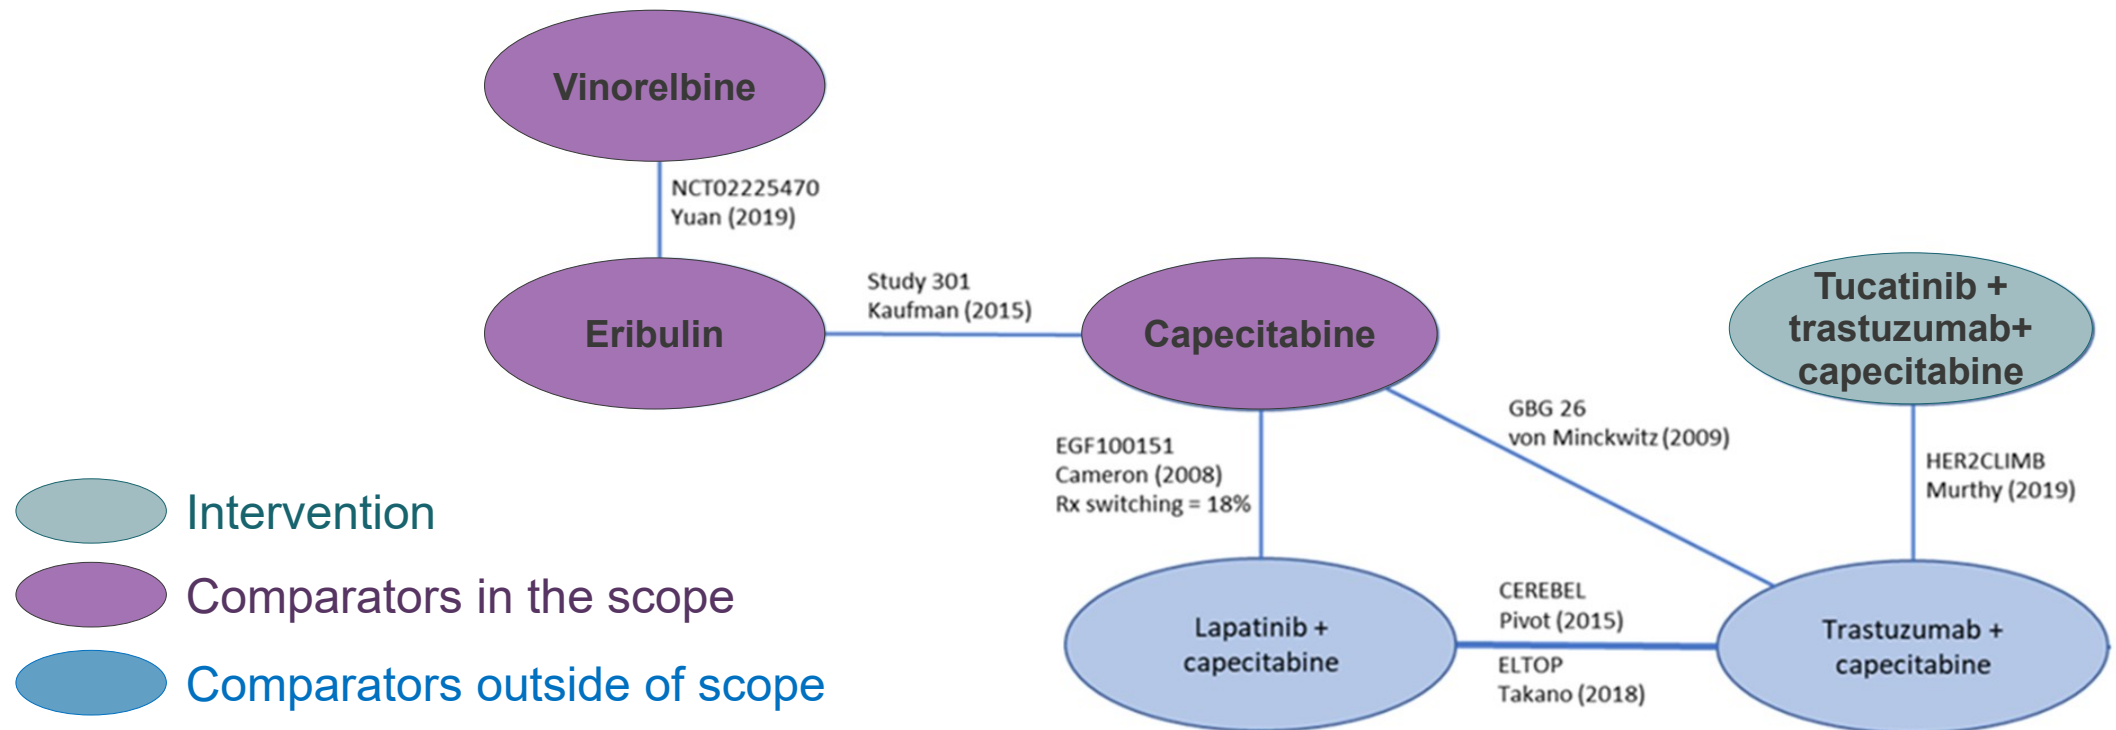 Vinorelbine
NCT02225470
Yuan (2019)
Eribulin
Study 301
Kaufman (2015)
Capecitabine
Tucatinib +
trastuzumab+
capecitabine
GBG 26
von Minckwitz (2009)
EGF100151
Cameron (2008)
Rx switching = 18%
HER2CLIMB
Murthy (2019)
Lapatinib +
capecitabine
CEREBEL
Pivot (2015)
ELTOP
Takano (2018)
Trastuzumab +
capecitabine
Intervention
Comparators in the scope
Comparators outside of scope